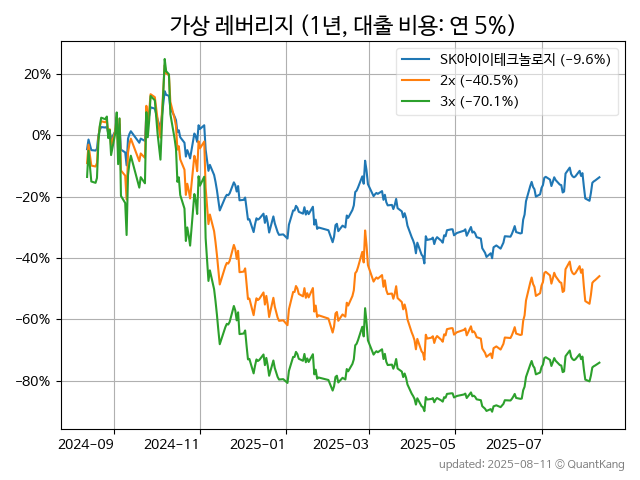 가상 레버리지 (1년, 대출 비용: 연 5%)
SK아이이테크놀로지 (−9.6%)
2x (−40.5%)
3x (−70.1%)
20%
0%
−20%
−40%
−60%
−80%
2024-09 2024-11 2025-01 2025-03 2025-05 2025-07
updated: 2025-08-11 © QuantKang